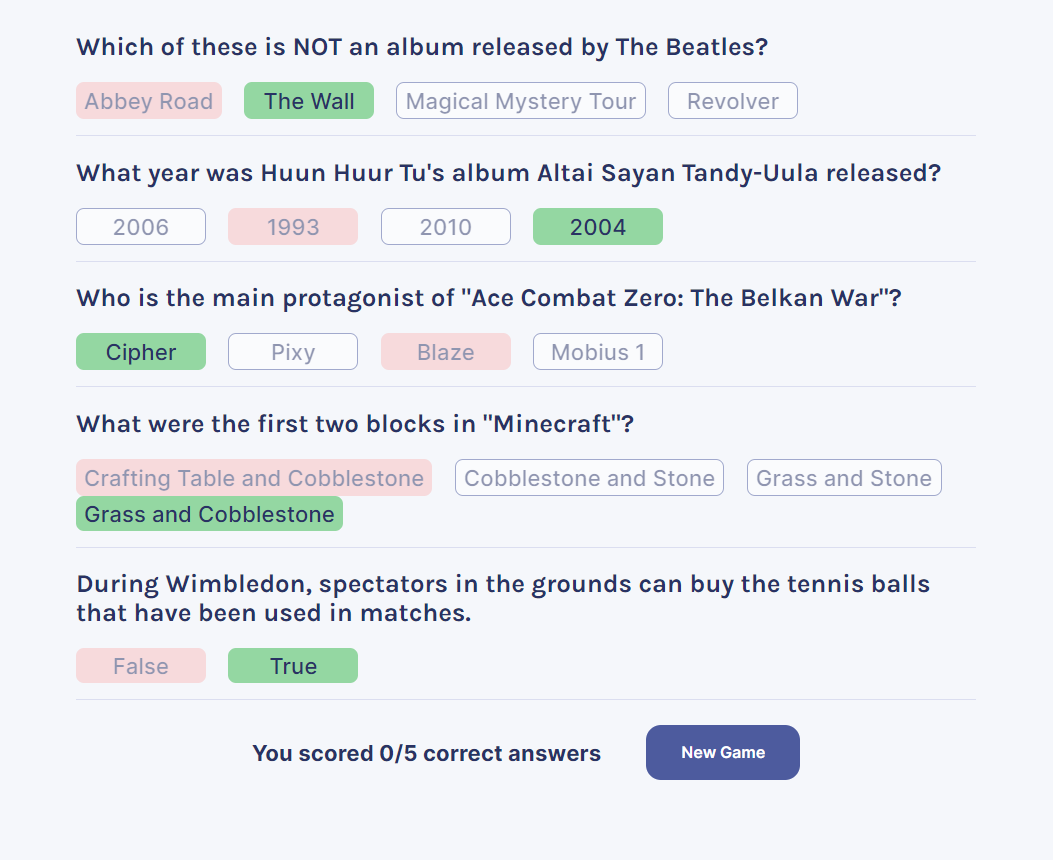 Which of these is NOT an album released by The Beatles?
Abbey Road The Wall Magical Mystery Tour Revolver
What year was Huun Huur Tu's album Altai Sayan Tandy-Uula released?
2006 1993 2010 2004
Who is the main protagonist of "Ace Combat Zero: The Belkan War"?
Cipher Pixy Blaze Mobius 1
What were the first two blocks in "Minecraft"?
Crafting Table and Cobblestone Cobblestone and Stone Grass and Stone
Grass and Cobblestone
During Wimbledon, spectators in the grounds can buy the tennis balls
that have been used in matches.
False True
You scored 0/5 correct answers New Game